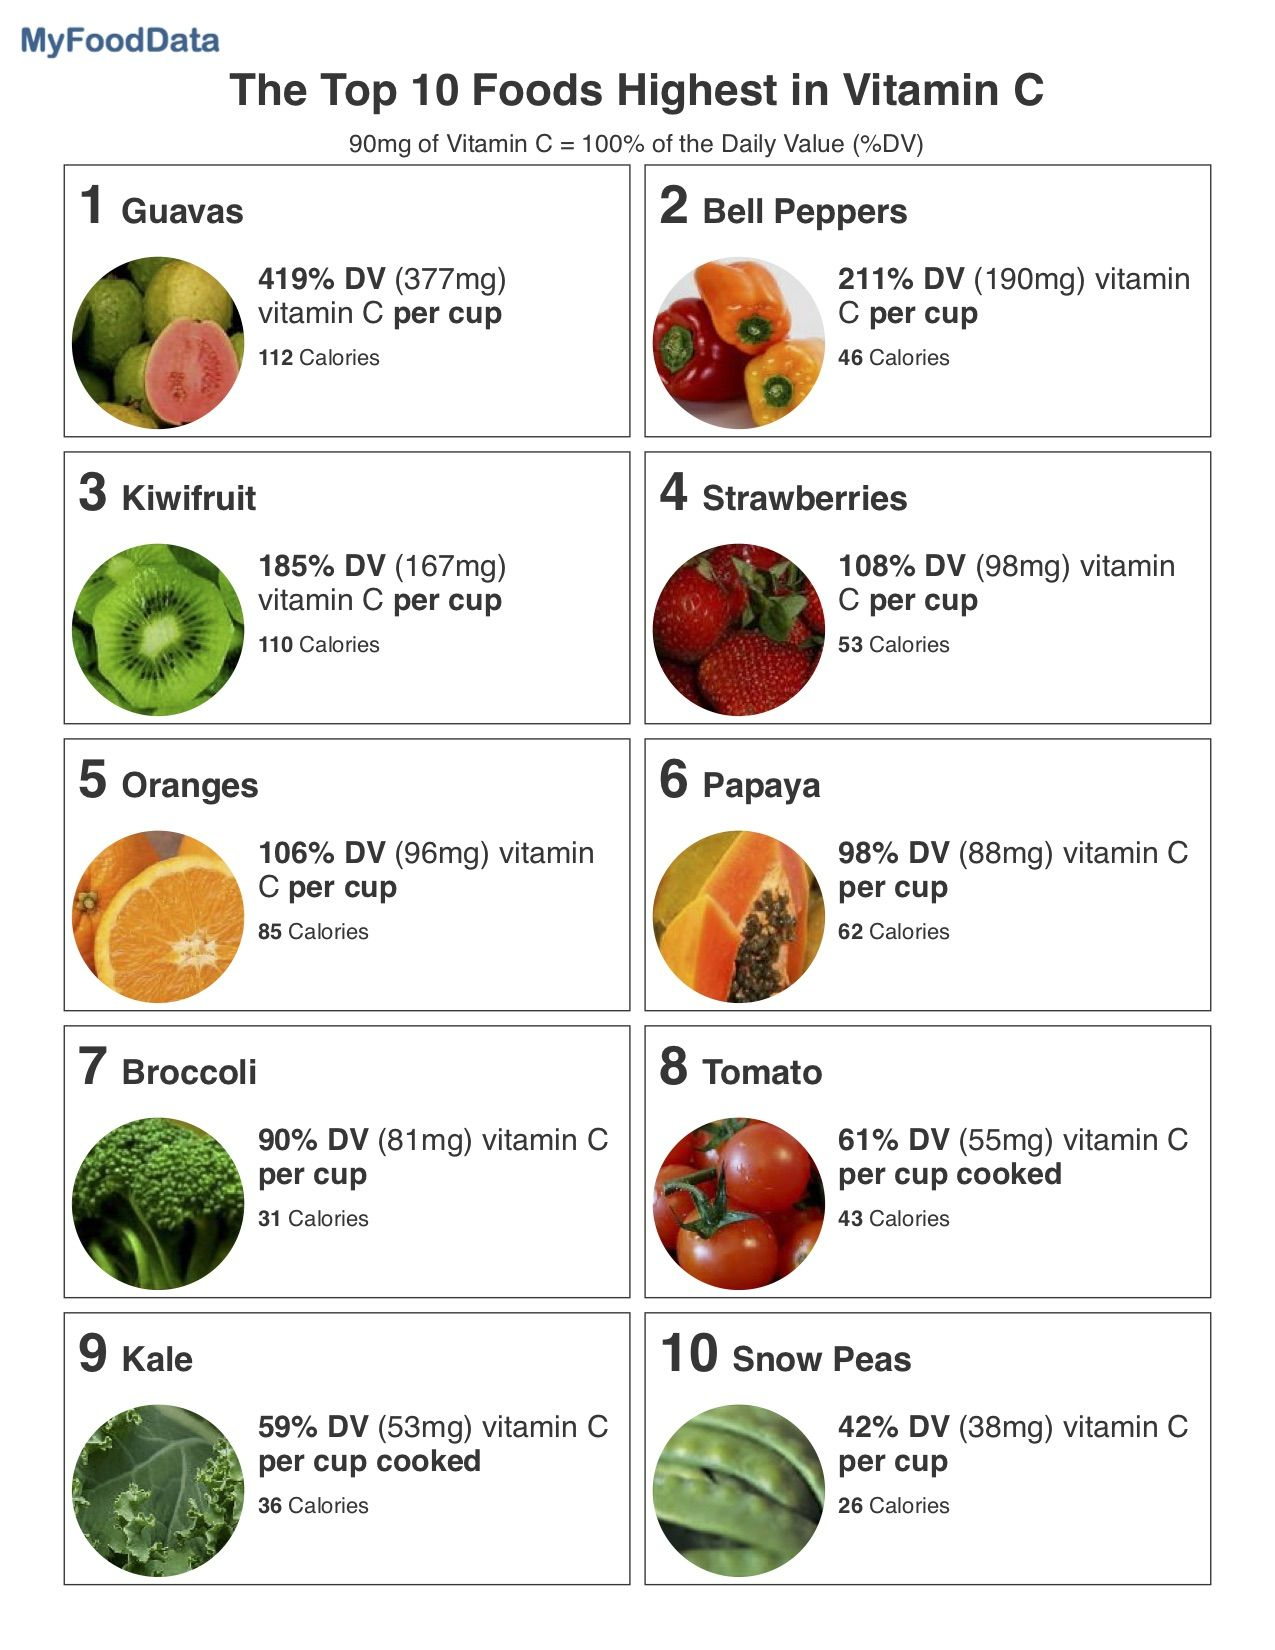 MyFoodData
The Top 10 Foods Highest in Vitamin C
90mg of Vitamin C = 100% of the Daily Value (%DV)
1 Guavas
419% DV (377mg)
vitamin C per cup
112 Calories
2 Bell Peppers
211% DV (190mg) vitamin
C per cup
46 Calories
3 Kiwifruit
185% DV (167mg)
vitamin C per cup
110 Calories
4 Strawberries
108% DV (98mg) vitamin
C per cup
53 Calories
5 Oranges
106% DV (96mg) vitamin
C per cup
85 Calories
6 Papaya
98% DV (88mg) vitamin C
per cup
62 Calories
7 Broccoli
90% DV (81mg) vitamin C
per cup
31 Calories
8 Tomato
61% DV (55mg) vitamin C
per cup cooked
43 Calories
9 Kale
59% DV (53mg) vitamin C
per cup cooked
36 Calories
10 Snow Peas
42% DV (38mg) vitamin C
per cup
26 Calories